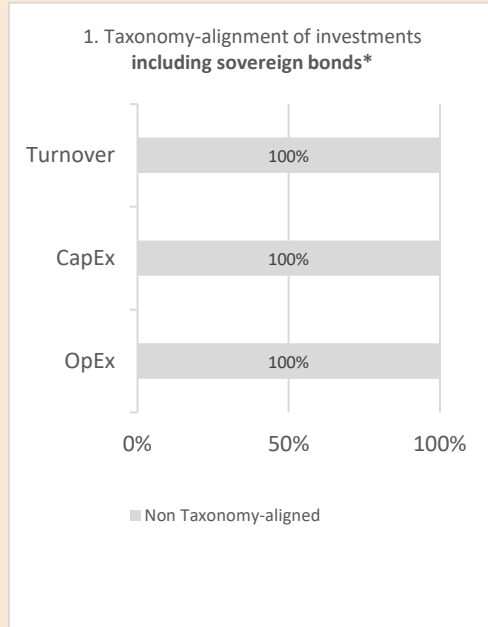 1. Taxonomy-alignment of investments
including sovereign bonds*
Turnover
100%
CapEx
100%
OpEx
100%
0% 50% 100%
Non Taxonomy-aligned